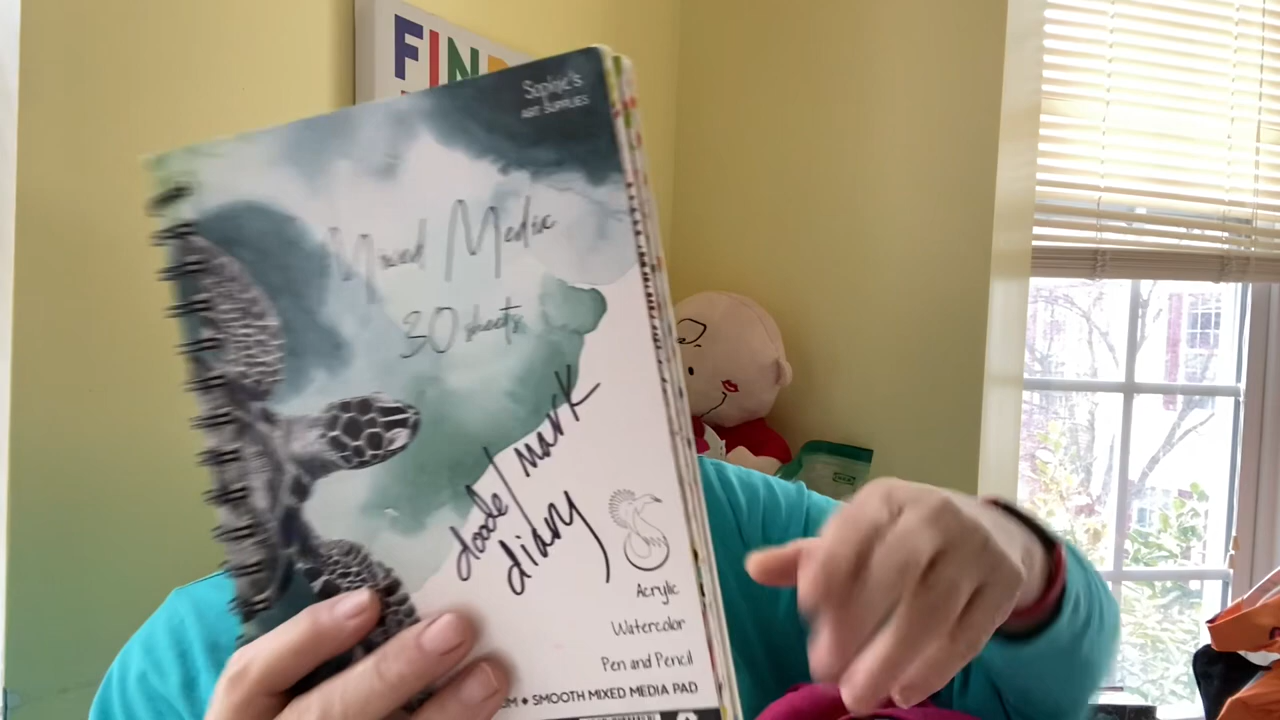 FIN
Sophie's
ART SUPPLIES
Mixed Media
30 sheets
doodle/mark
diary
Acrylic
Watercolor
Pen and Pencil
SMOOTH MIXED MEDIA PAD